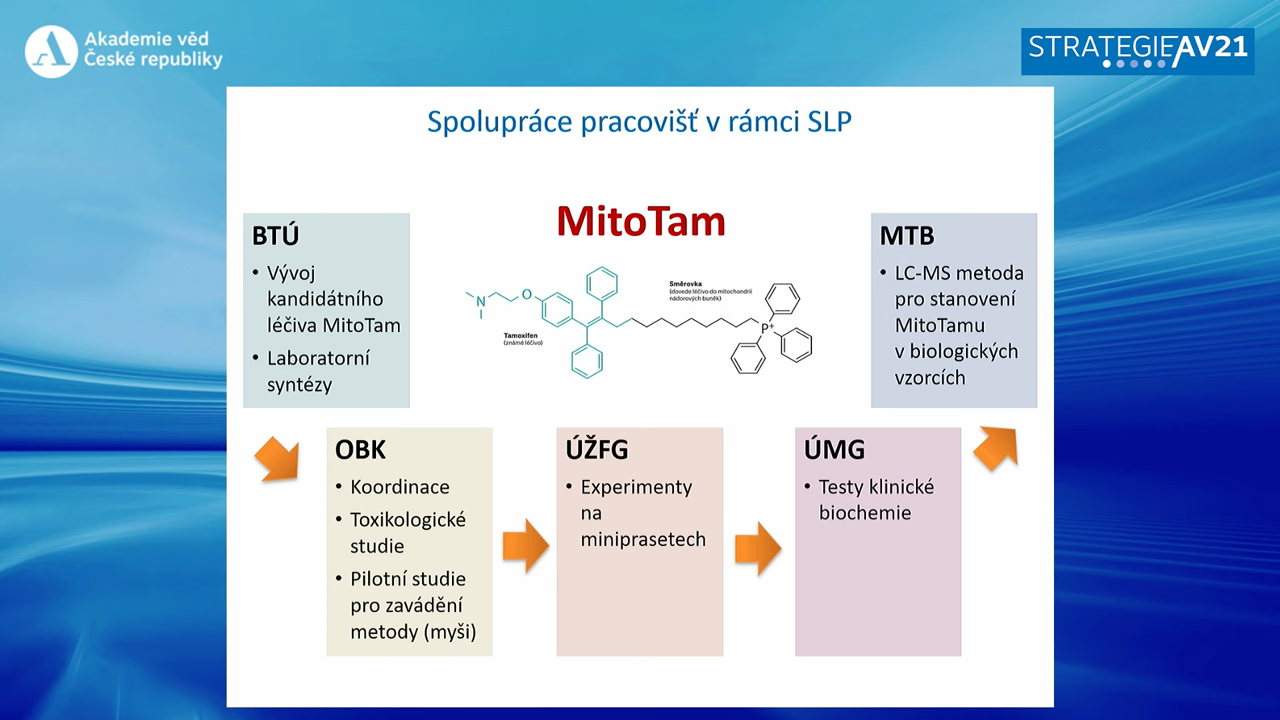 Akademie věd
České republiky
STRATEGIE AV21
Spolupráce pracovišť v rámci SLP
MitoTam
BTÚ
• Vývoj
kandidátního
léčiva MitoTam
• Laboratorní
syntézy
N
O
Tamoxifen
(známé léčivo)
Směrovka
(dovede léčivo do mitochondrií
nádorových buněk)
P+
MTB
• LC-MS metoda
pro stanovení
MitoTamu
v biologických
vzorcích
OBK
• Koordinace
• Toxikologické
studie
• Pilotní studie
pro zavádění
metody (myši)
ÚŽFG
• Experimenty
na
miniprasetech
ÚMG
• Testy klinické
biochemie